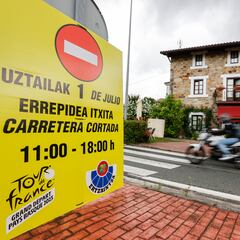 UZTAILAK 1 DE JULIO
ERREPIDEA ITXITA
CARRETERA CORTADA
11:00 - 18:00 H
TOUR
france
GRAND DÉPART
PAYS BASQUE 2023
ERTZAINTZA